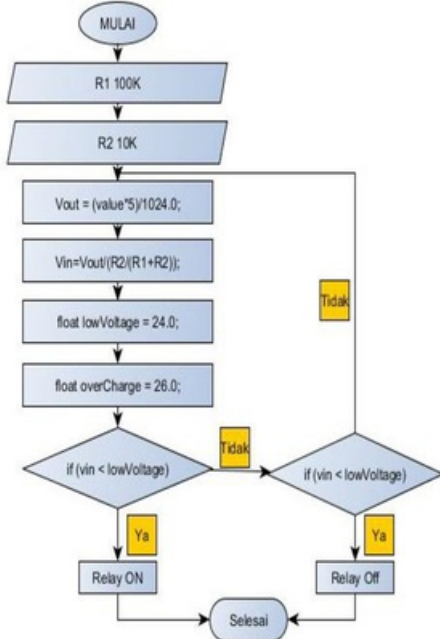 MULAI
R1 100K
R2 10K
Vout = (value*5)/1024.0;
Vin=Vout/(R2/(R1+R2));
float lowVoltage = 24.0;
float overCharge = 26.0;
if (vin < lowVoltage)
Tidak
if (vin < lowVoltage)
Tidak
Ya
Ya
Relay ON
Relay Off
Selesai